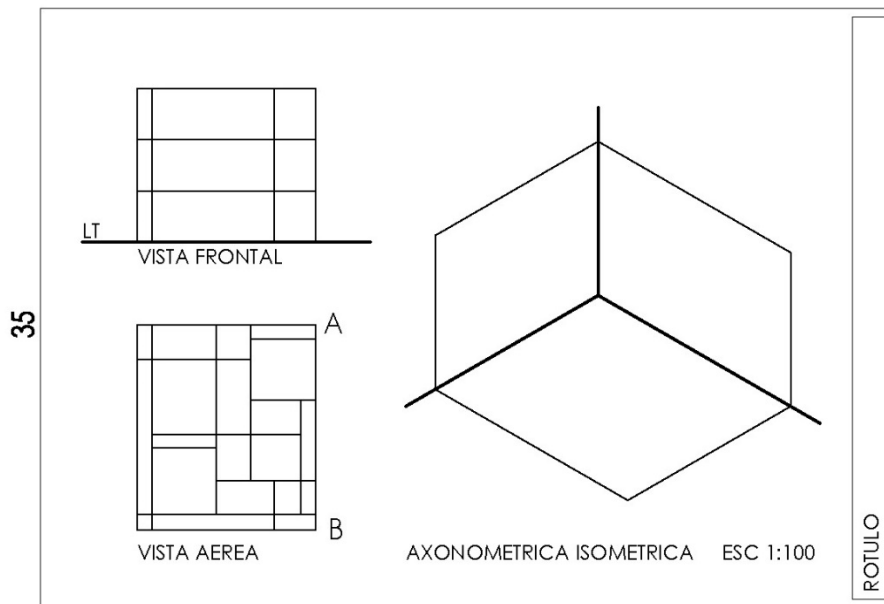 LT
VISTA FRONTAL
35
A
B
VISTA AEREA
AXONOMETRICA ISOMETRICA ESC 1:100
ROTULO